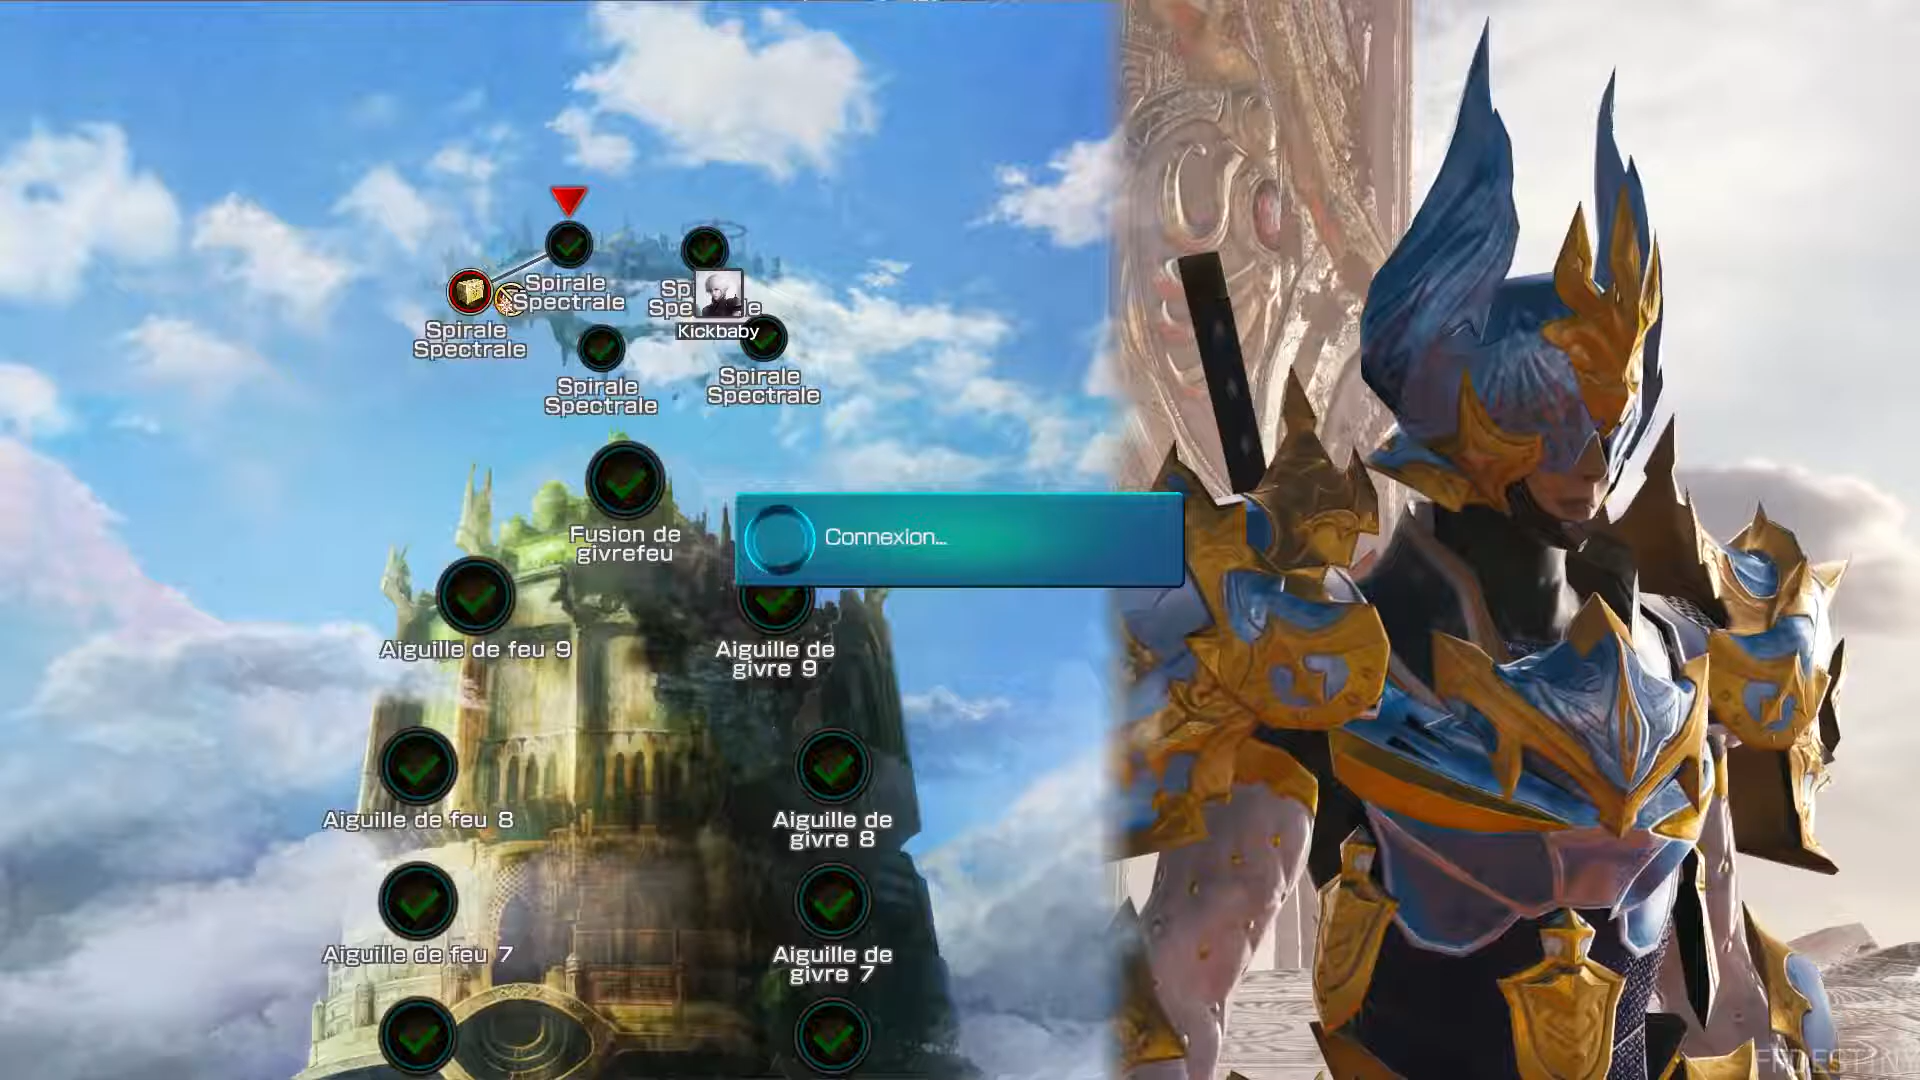 Spirale
Spectrale
Spirale
Spectrale
Kickbaby
Spirale
Spectrale
Spirale
Spectrale
Fusion de
givrefeu
Connexion...
Aiguille de feu 9
Aiguille de
givre 9
Aiguille de feu 8
Aiguille de
givre 8
Aiguille de feu 7
Aiguille de
givre 7
FFDESTINY